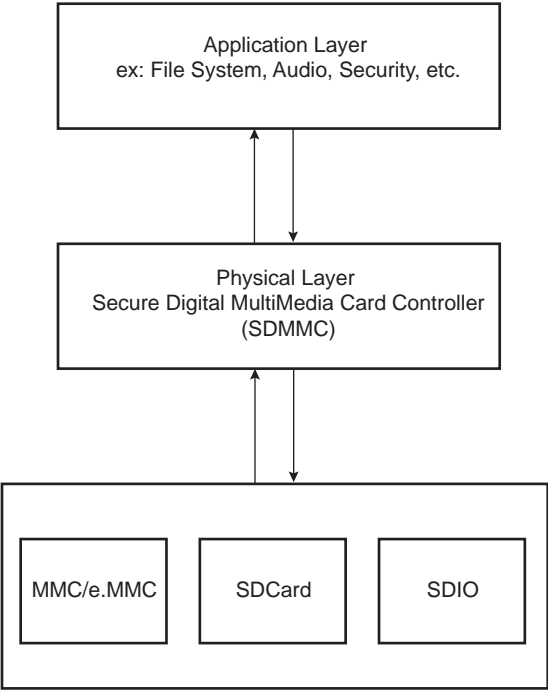 Application Layer
ex: File System, Audio, Security, etc.
Physical Layer
Secure Digital MultiMedia Card Controller
(SDMMC)
MMC/e.MMC
SDCard
SDIO